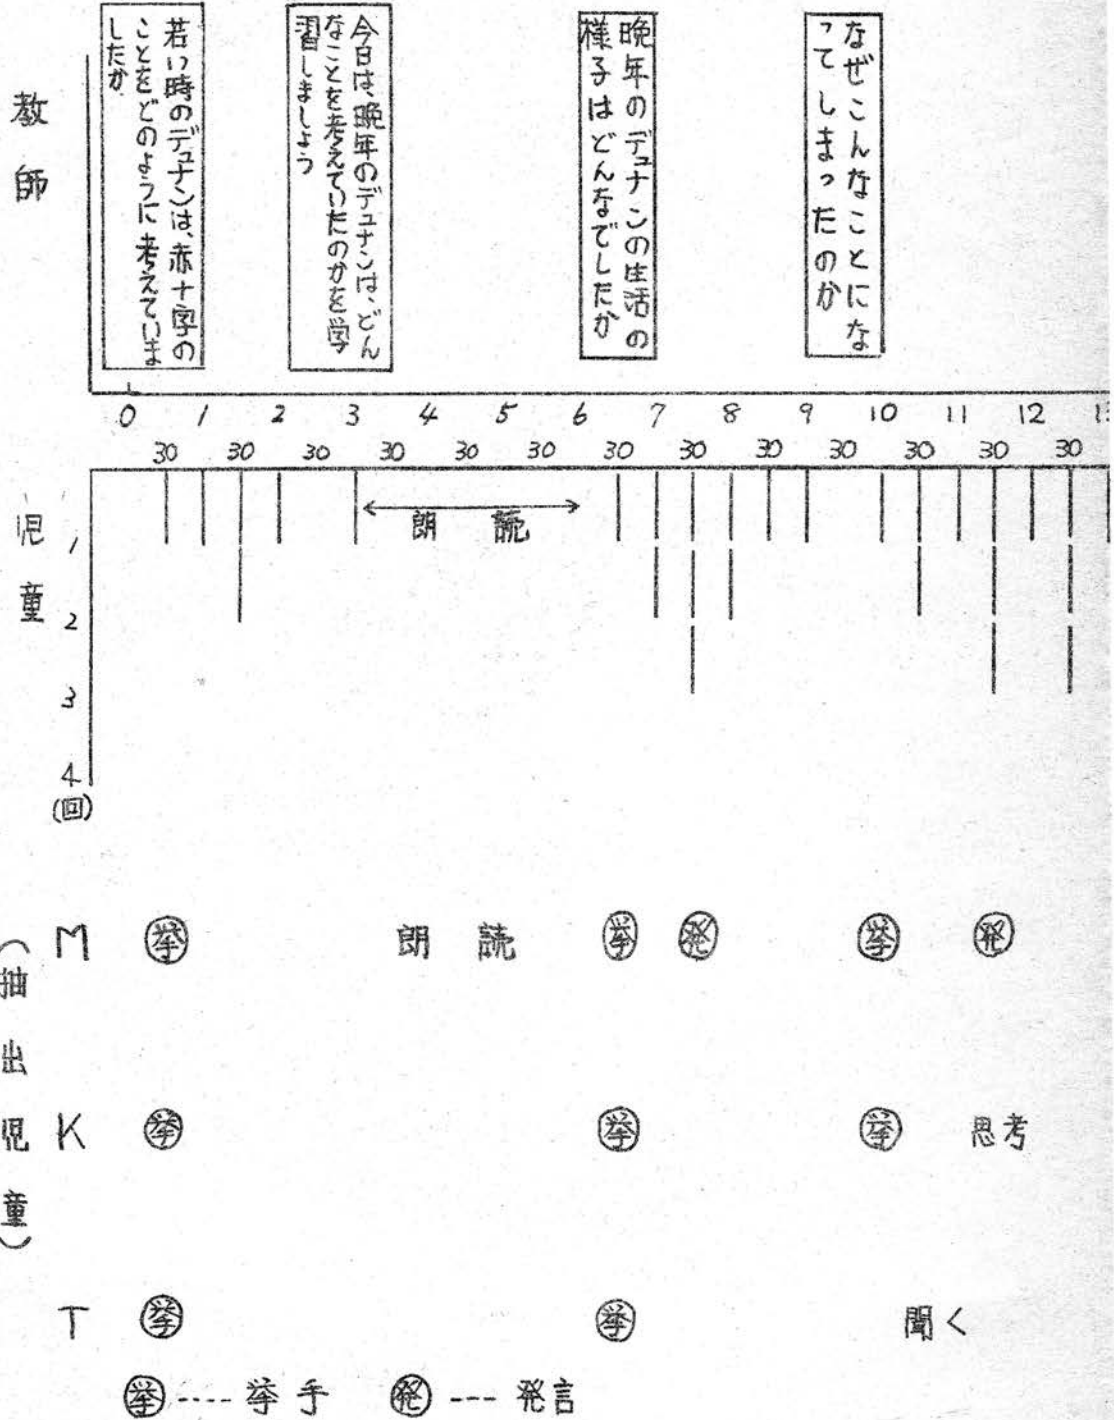 教師
若い時のデュナンは、赤十字の
ことをどのように考えていま
したか
今日は、晩年のデュナンは、どん
なことを考えていたのかを学
習しましょう
晩年のデュナンの生活の
様子はどんなでしたか
なぜこんなことにな
ってしまったのか
0 1 2 3 4 5 6 7 8 9 10 11 12
30 30 30 30 30 30 30 30 30 30 30 30 30
児童
朗読
1
2
3
4
(回)
(抽出児童)
M 挙 朗読 挙 発 挙 発
K 挙 挙 挙 思考
T 挙 挙 聞く
挙 ---- 挙手 発 --- 発言